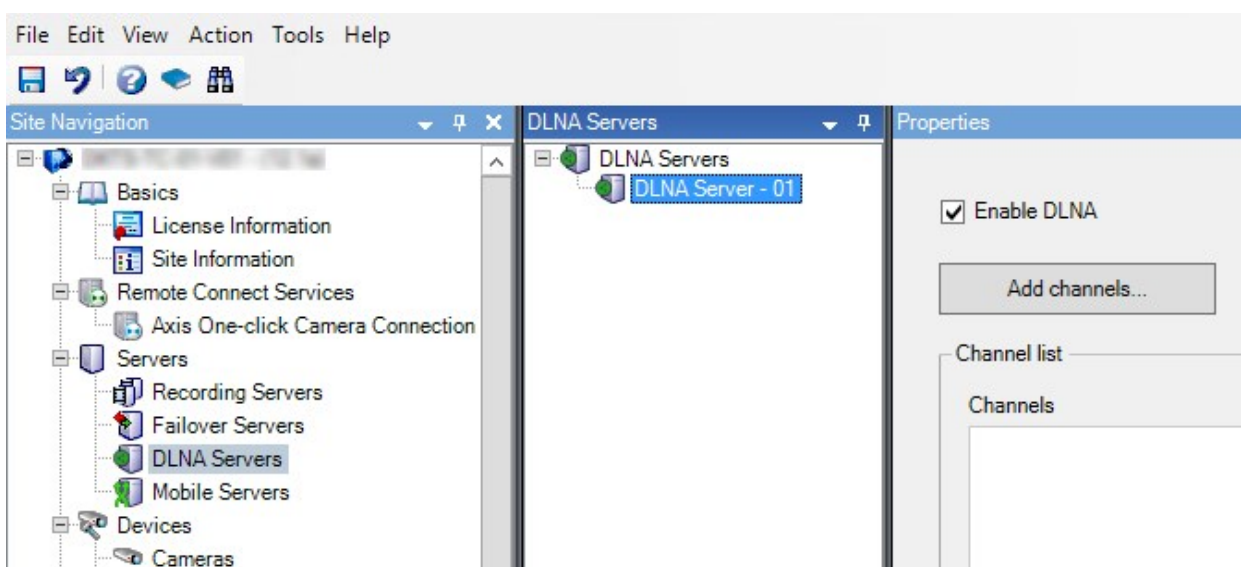 File Edit View Action Tools Help
Site Navigation
Basics
License Information
Site Information
Remote Connect Services
Axis One-click Camera Connection
Servers
Recording Servers
Failover Servers
DLNA Servers
Mobile Servers
Devices
Cameras
DLNA Servers
DLNA Servers
DLNA Server - 01
Properties
Enable DLNA
Add channels...
Channel list
Channels